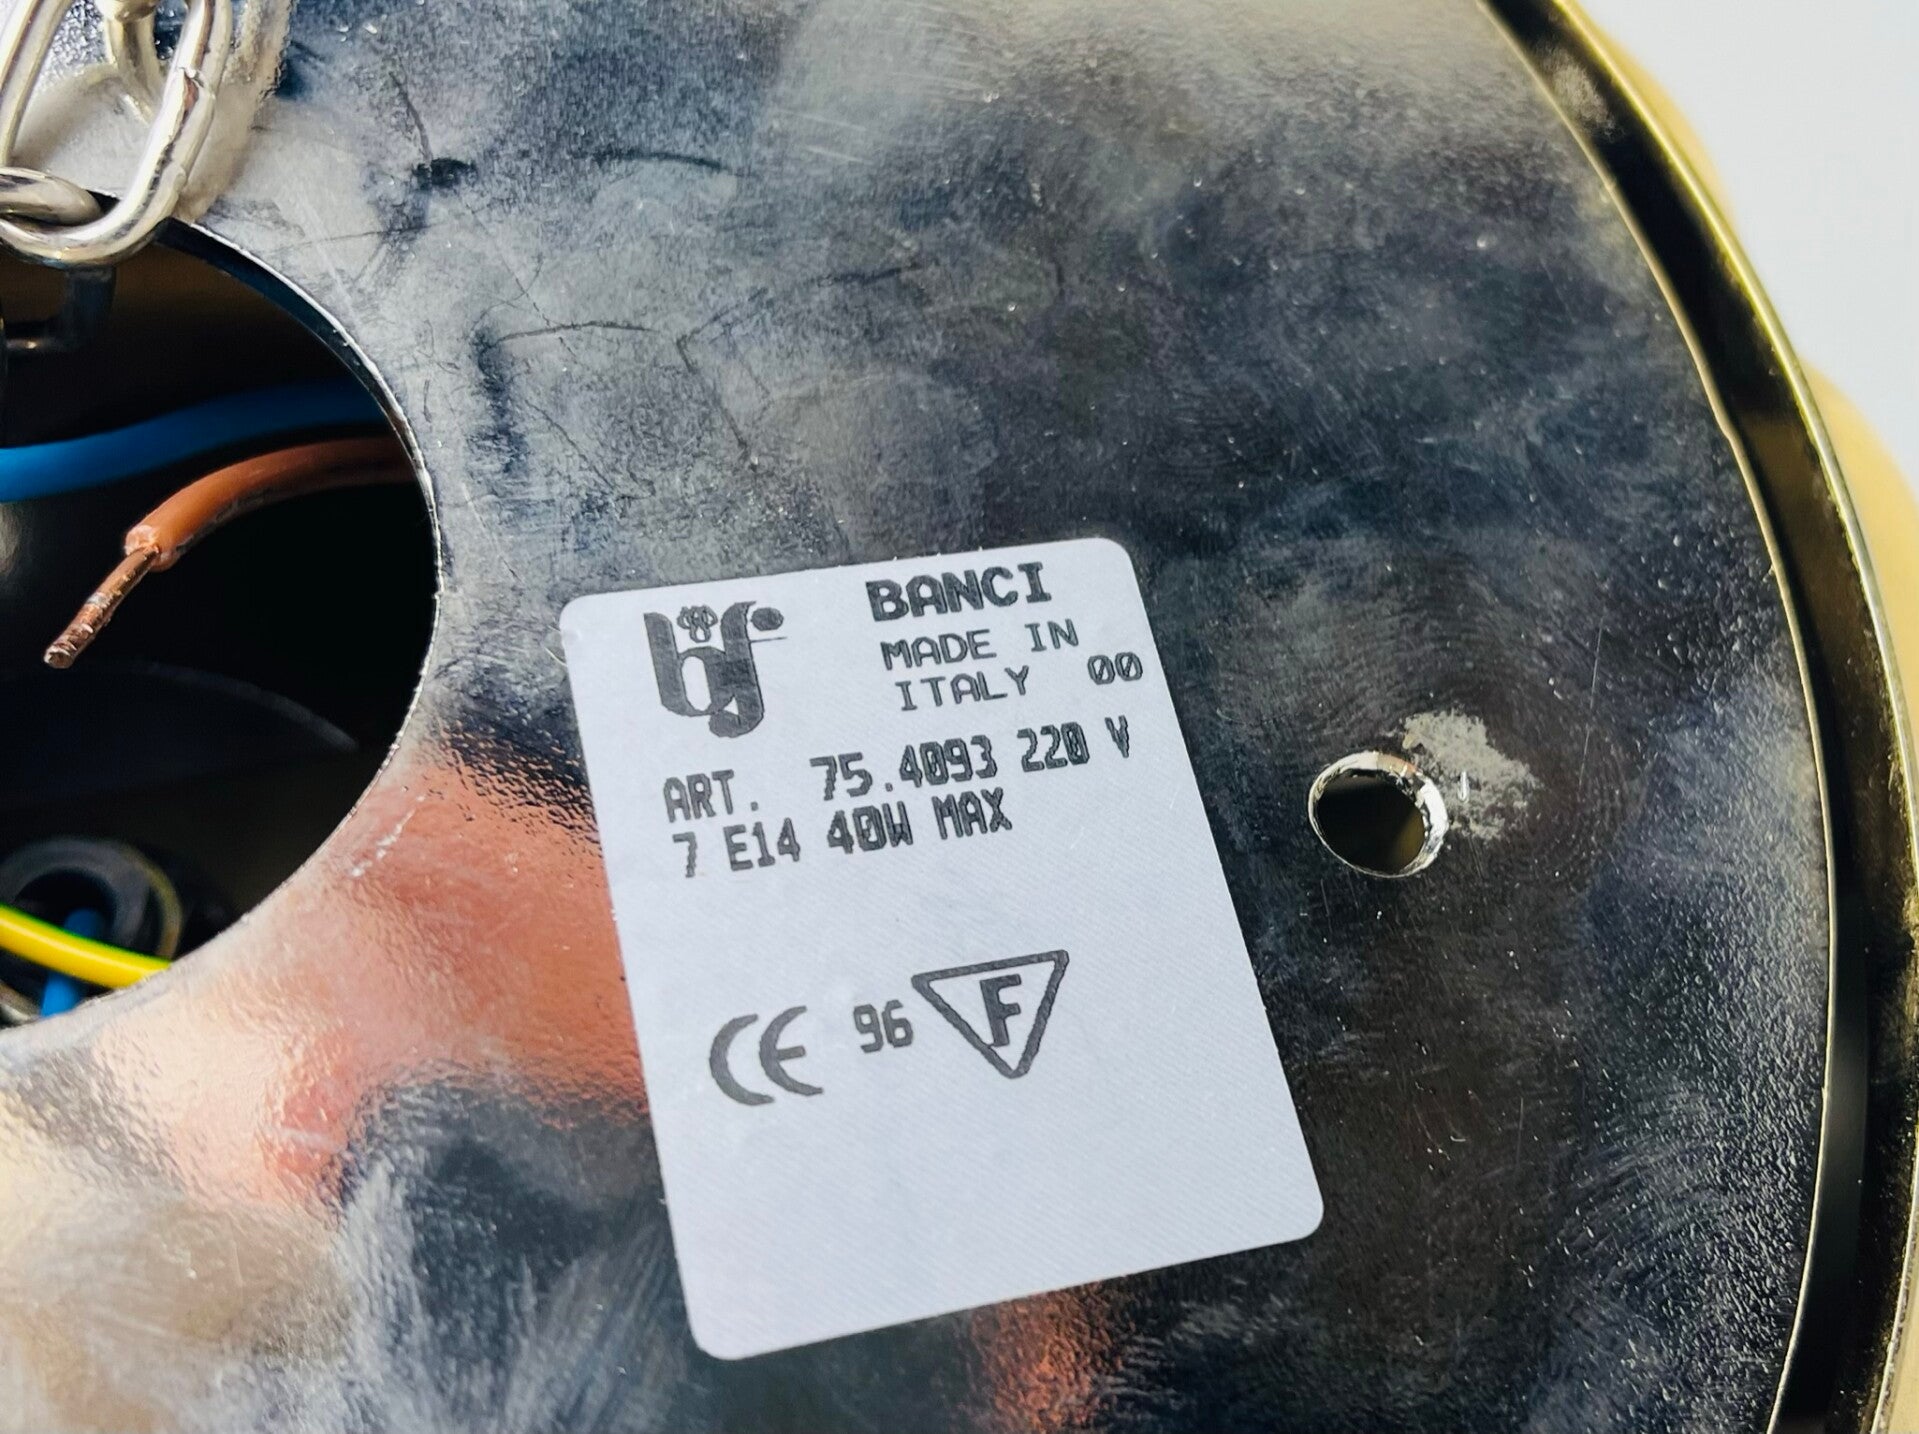 BANCI
MADE IN
ITALY 00
ART. 75.4093 220 V
7 E14 40W MAX
CE 96 F